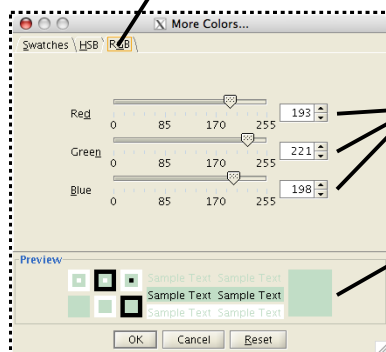 More Colors...
Swatches HSB RGB
Red 193
0 85 170 255
Green 221
0 85 170 255
Blue 198
0 85 170 255
Preview
Sample Text Sample Text
Sample Text Sample Text
Sample Text Sample Text
OK Cancel Reset